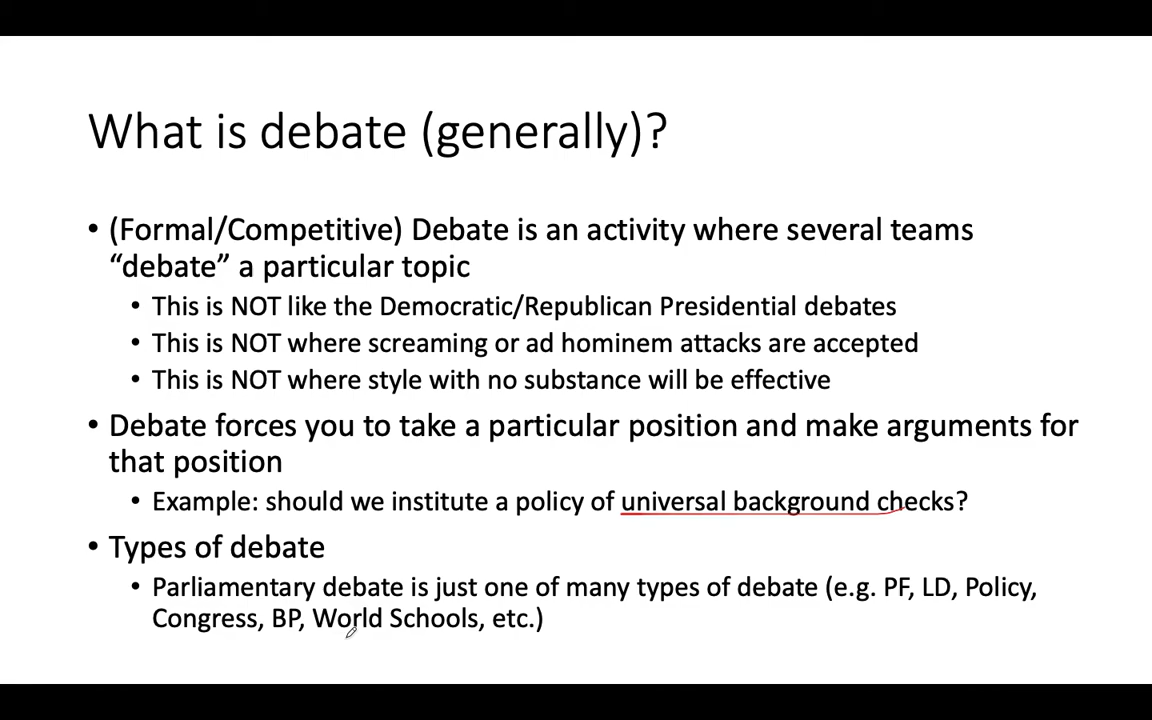 What is debate (generally)?
• (Formal/Competitive) Debate is an activity where several teams
“debate” a particular topic
• This is NOT like the Democratic/Republican Presidential debates
• This is NOT where screaming or ad hominem attacks are accepted
• This is NOT where style with no substance will be effective
• Debate forces you to take a particular position and make arguments for
that position
• Example: should we institute a policy of universal background checks?
• Types of debate
• Parliamentary debate is just one of many types of debate (e.g. PF, LD, Policy,
Congress, BP, World Schools, etc.)